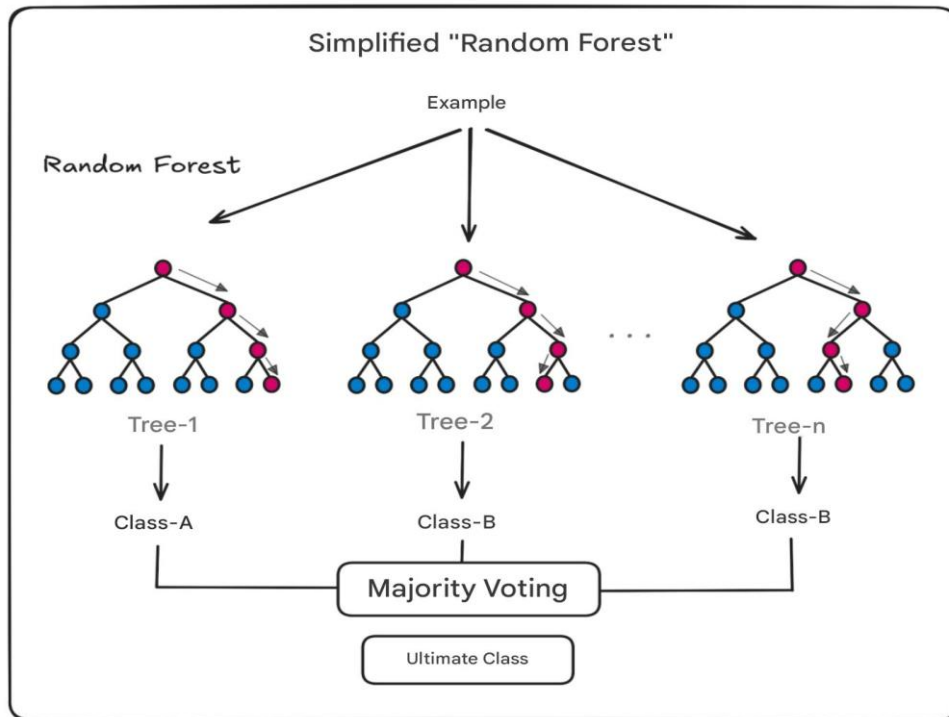 Simplified "Random Forest"
Example
Random Forest
. . .
Tree-1
Tree-2
Tree-n
Class-A
Class-B
Class-B
Majority Voting
Ultimate Class